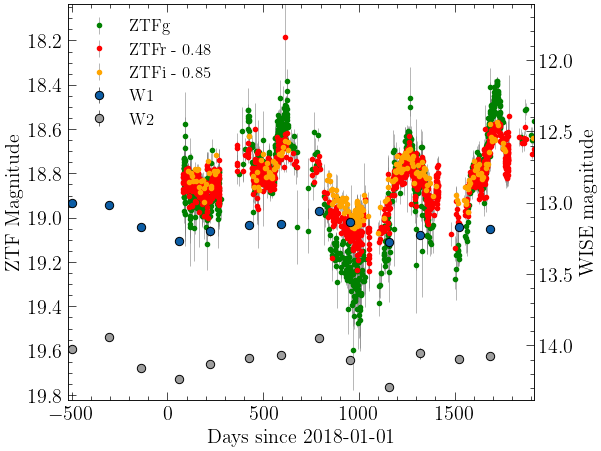 ZTFg
ZTFr - 0.48
ZTFi - 0.85
W1
W2
18.2
18.4
18.6
18.8
19.0
19.2
19.4
19.6
19.8
ZTF Magnitude
12.0
12.5
13.0
13.5
14.0
WISE magnitude
−500 0 500 1000 1500
Days since 2018-01-01